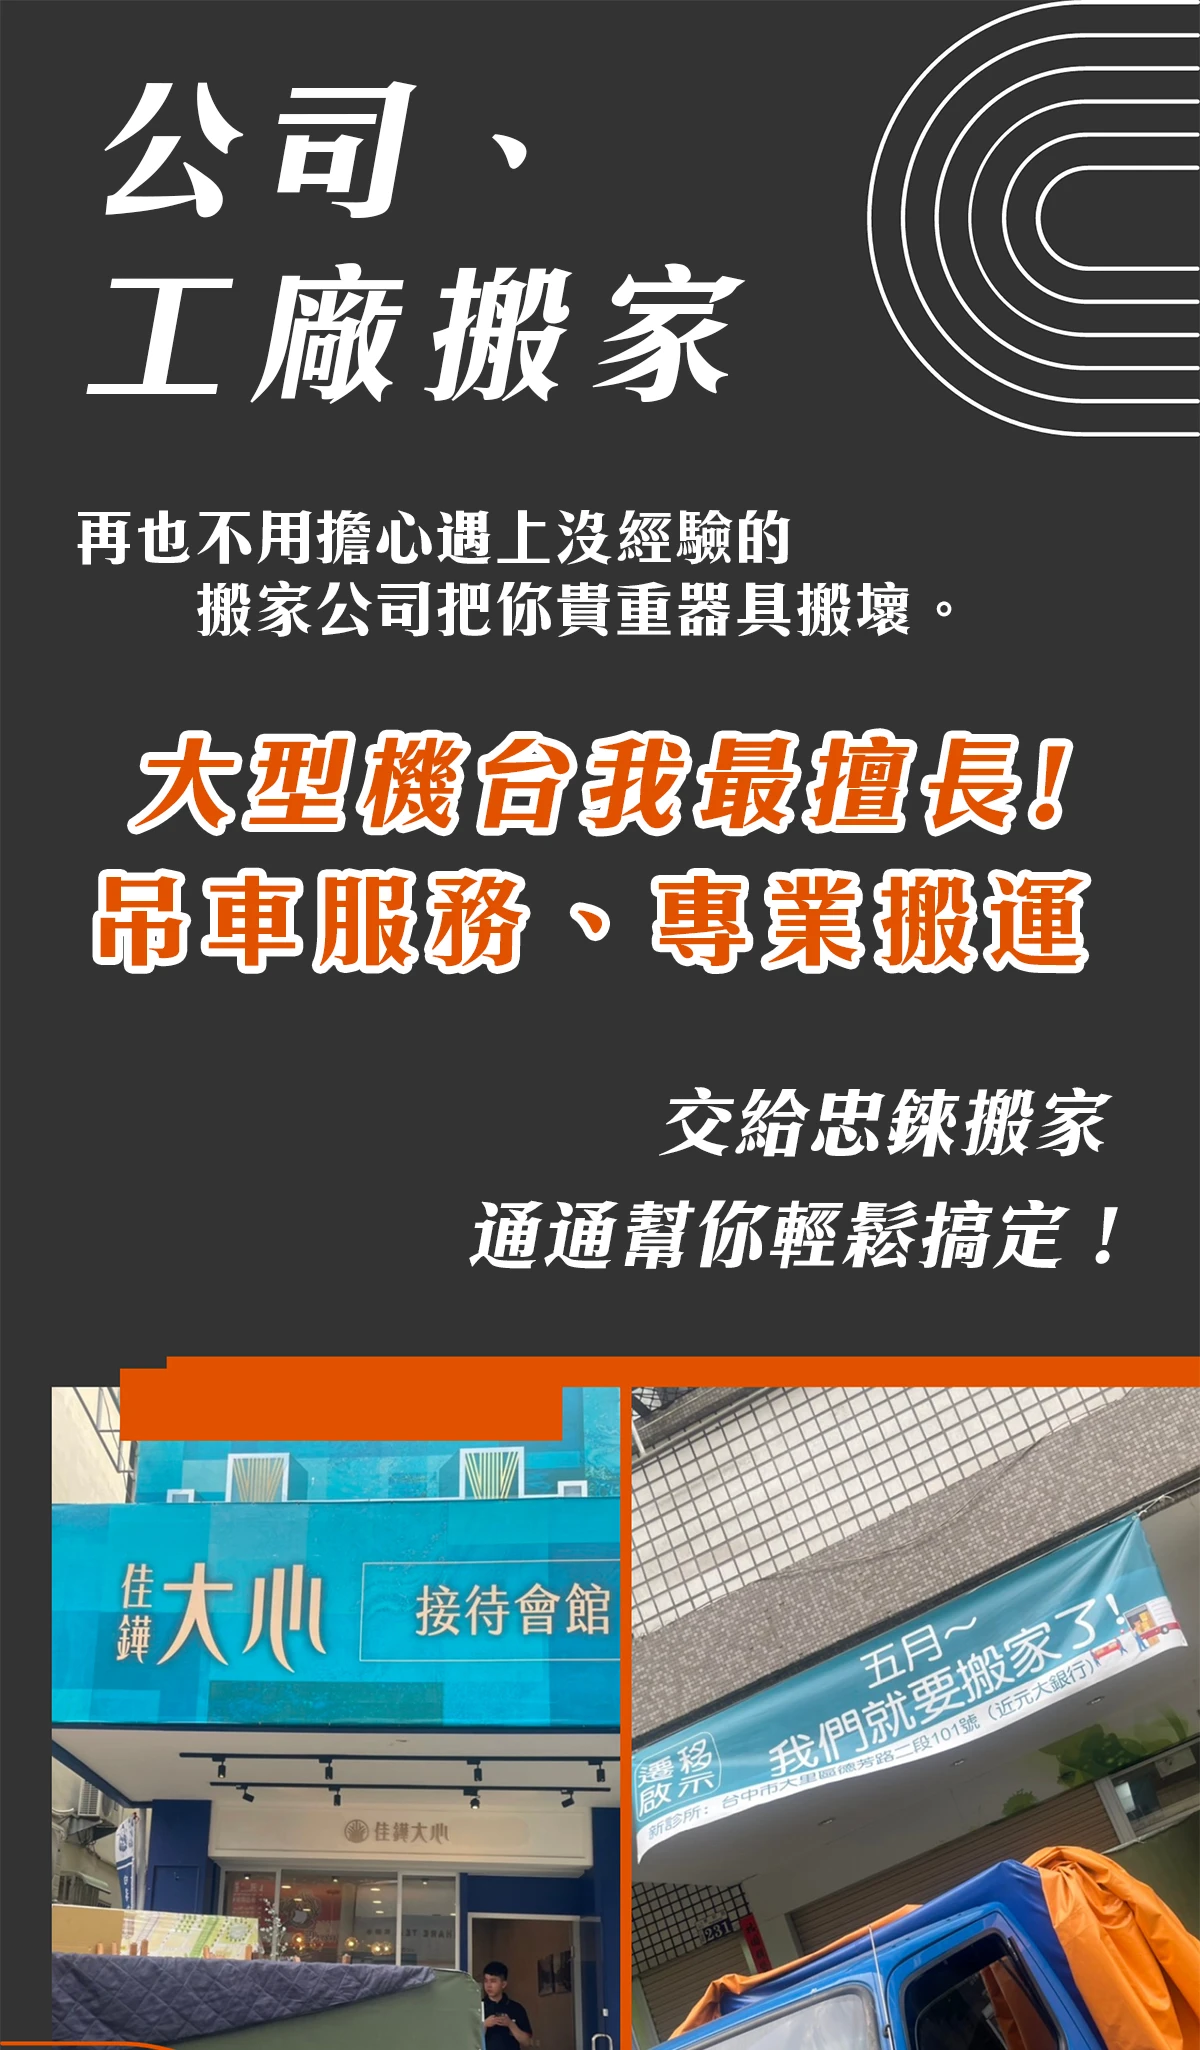 公司、
工廠搬家
再也不用擔心遇上沒經驗的
搬家公司把你貴重器具搬壞。
大型機台我最擅長!
吊車服務、專業搬運
交給忠錸搬家
通通幫你輕鬆搞定！
佳鏵大心
接待會館
佳鏵大心
五月～
我們就要搬家了!
遷移啟示
新診所：台中市大里區德芳路二段101號（近元大銀行）
231